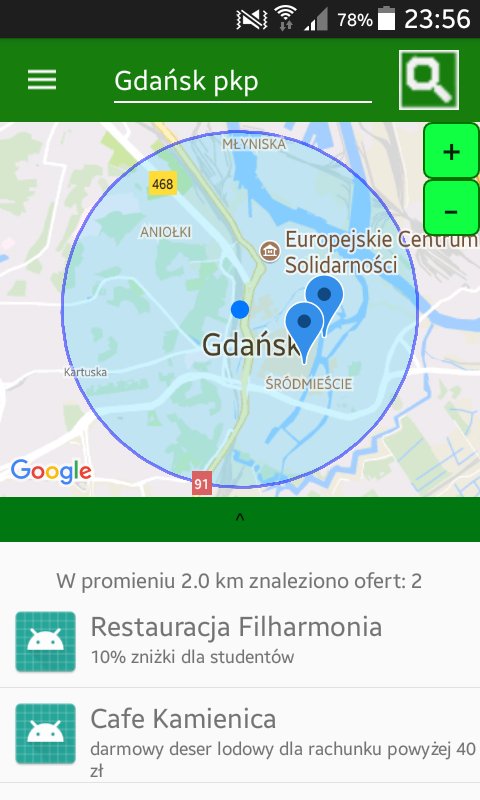 78% 23:56
Gdańsk pkp
MŁYNISKA
+
468
–
ANIOŁKI
Europejskie Centrum
Solidarności
Gdańsk
Kartuska
ŚRÓDMIEŚCIE
Google
91
^
W promieniu 2.0 km znaleziono ofert: 2
Restauracja Filharmonia
10% zniżki dla studentów
Cafe Kamienica
darmowy deser lodowy dla rachunku powyżej 40
zł